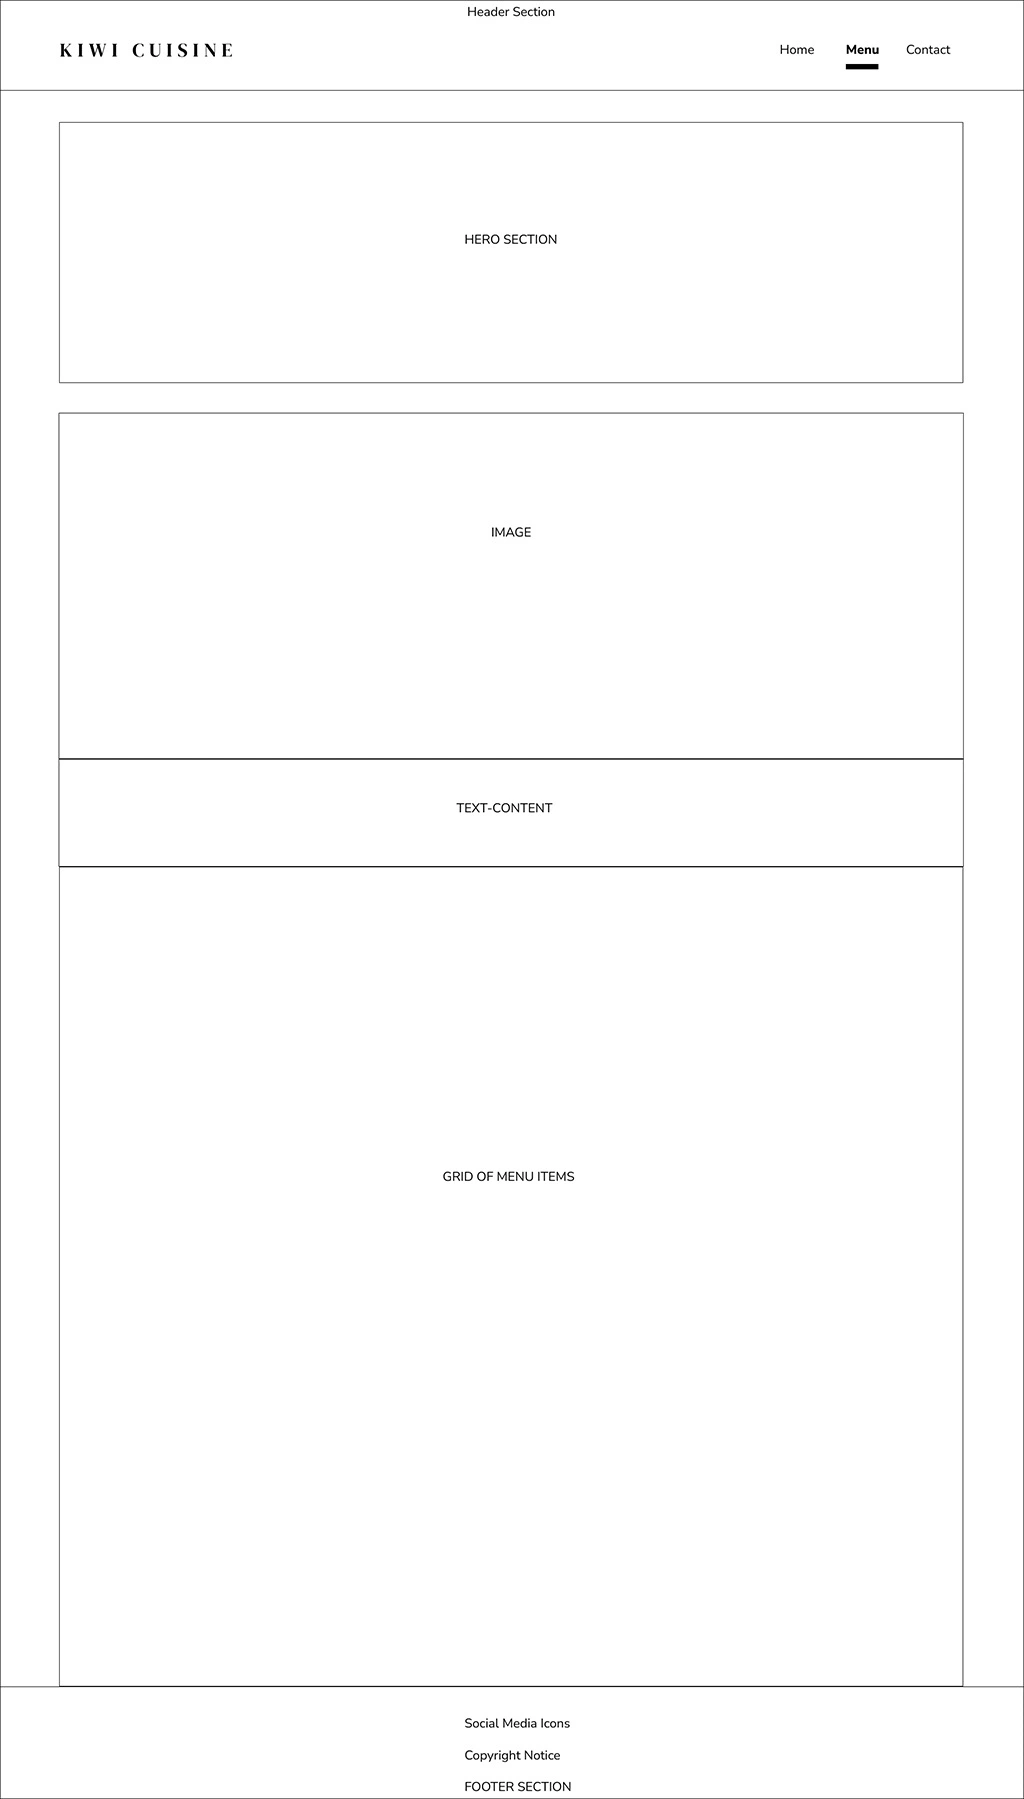 Header Section
KIWI CUISINE
Home Menu Contact
HERO SECTION
IMAGE
TEXT-CONTENT
GRID OF MENU ITEMS
Social Media Icons
Copyright Notice
FOOTER SECTION